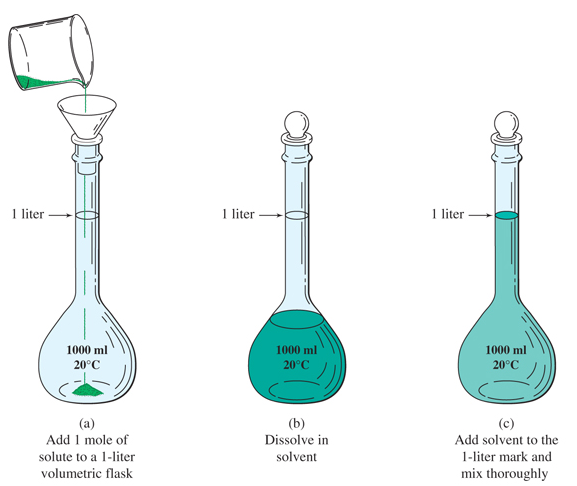 1 liter
1000 ml
20°C
(a)
Add 1 mole of
solute to a 1-liter
volumetric flask
1 liter
1000 ml
20°C
(b)
Dissolve in
solvent
1 liter
1000 ml
20°C
(c)
Add solvent to the
1-liter mark and
mix thoroughly